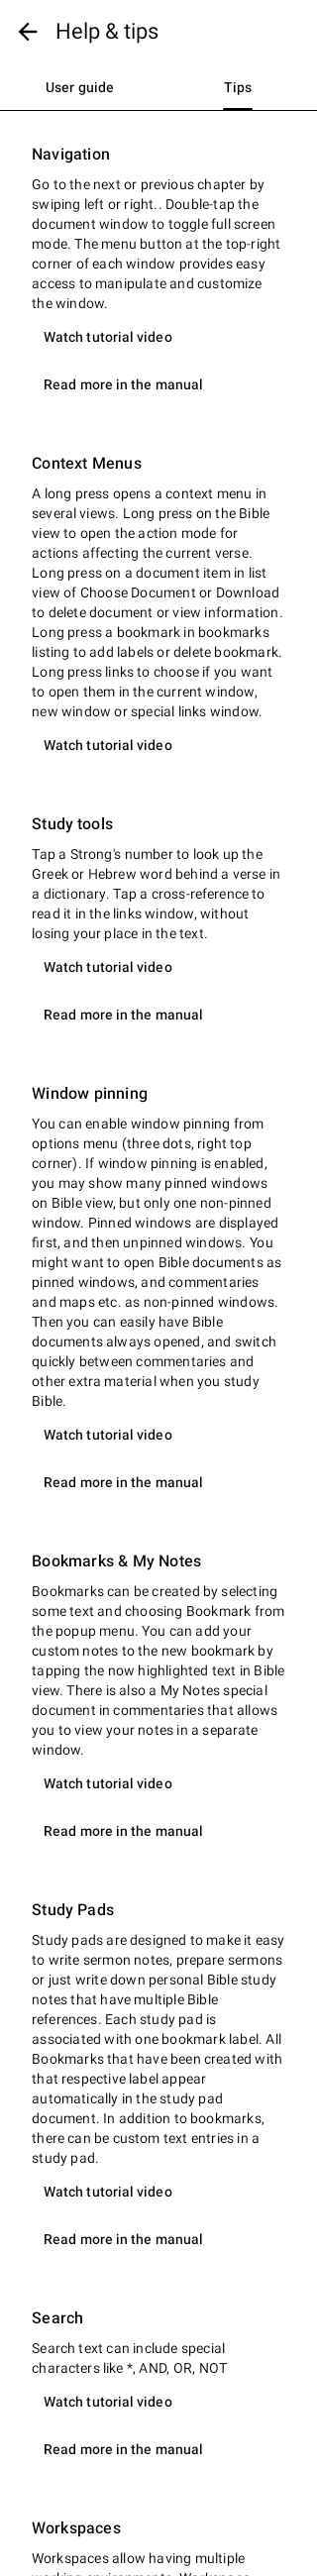 Help & tips
User guide
Tips
Navigation
Go to the next or previous chapter by
swiping left or right.. Double-tap the
document window to toggle full screen
mode. The menu button at the top-right
corner of each window provides easy
access to manipulate and customize
the window.
Watch tutorial video
Read more in the manual
Context Menus
A long press opens a context menu in
several views. Long press on the Bible
view to open the action mode for
actions affecting the current verse.
Long press on a document item in list
view of Choose Document or Download
to delete document or view information.
Long press a bookmark in bookmarks
listing to add labels or delete bookmark.
Long press links to choose if you want
to open them in the current window,
new window or special links window.
Watch tutorial video
Study tools
Tap a Strong's number to look up the
Greek or Hebrew word behind a verse in
a dictionary. Tap a cross-reference to
read it in the links window, without
losing your place in the text.
Watch tutorial video
Read more in the manual
Window pinning
You can enable window pinning from
options menu (three dots, right top
corner). If window pinning is enabled,
you may show many pinned windows
on Bible view, but only one non-pinned
window. Pinned windows are displayed
first, and then unpinned windows. You
might want to open Bible documents as
pinned windows, and commentaries
and maps etc. as non-pinned windows.
Then you can easily have Bible
documents always opened, and switch
quickly between commentaries and
other extra material when you study
Bible.
Watch tutorial video
Read more in the manual
Bookmarks & My Notes
Bookmarks can be created by selecting
some text and choosing Bookmark from
the popup menu. You can add your
custom notes to the new bookmark by
tapping the now highlighted text in Bible
view. There is also a My Notes special
document in commentaries that allows
you to view your notes in a separate
window.
Watch tutorial video
Read more in the manual
Study Pads
Study pads are designed to make it easy
to write sermon notes, prepare sermons
or just write down personal Bible study
notes that have multiple Bible
references. Each study pad is
associated with one bookmark label. All
Bookmarks that have been created with
that respective label appear
automatically in the study pad
document. In addition to bookmarks,
there can be custom text entries in a
study pad.
Watch tutorial video
Read more in the manual
Search
Search text can include special
characters like *, AND, OR, NOT
Watch tutorial video
Read more in the manual
Workspaces
Workspaces allow having multiple